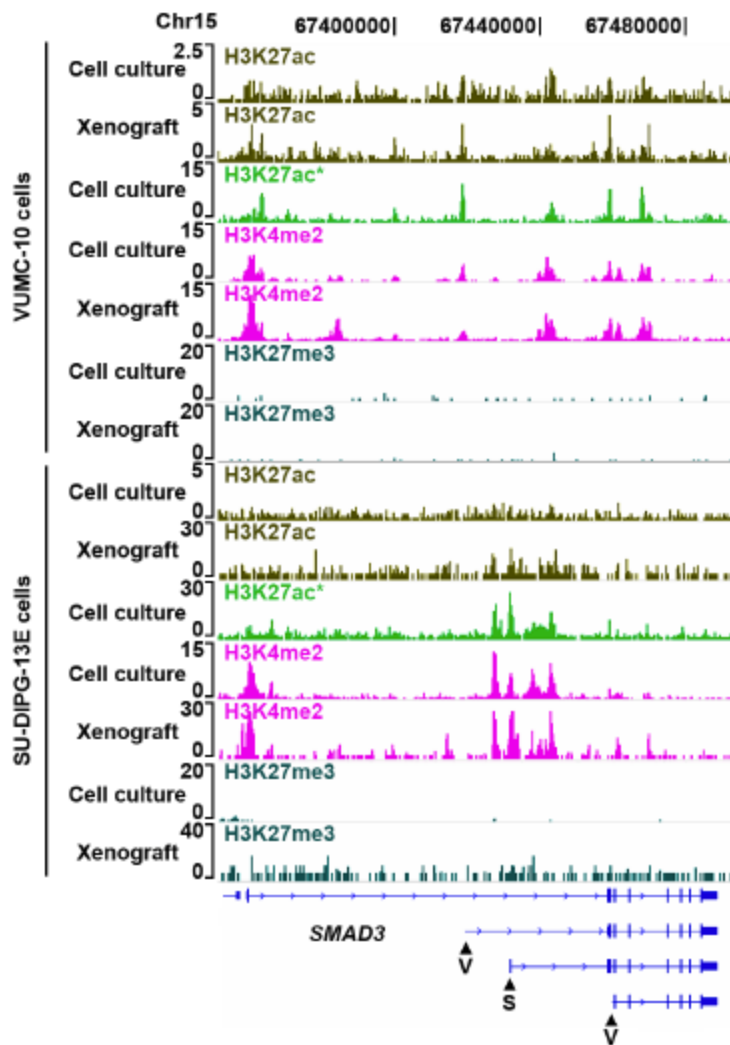 Chr15 67400000| 67440000| 67480000|
VUMC-10 cells
Cell culture 2.5 0 H3K27ac
Xenograft 5 0 H3K27ac
Cell culture 15 0 H3K27ac*
Cell culture 15 0 H3K4me2
Xenograft 15 0 H3K4me2
Cell culture 20 0 H3K27me3
Xenograft 20 0 H3K27me3
SU-DIPG-13E cells
Cell culture 5 0 H3K27ac
Xenograft 30 0 H3K27ac
Cell culture 30 0 H3K27ac*
Cell culture 15 0 H3K4me2
Xenograft 30 0 H3K4me2
Cell culture 20 0 H3K27me3
Xenograft 40 0 H3K27me3
SMAD3
V
S
V